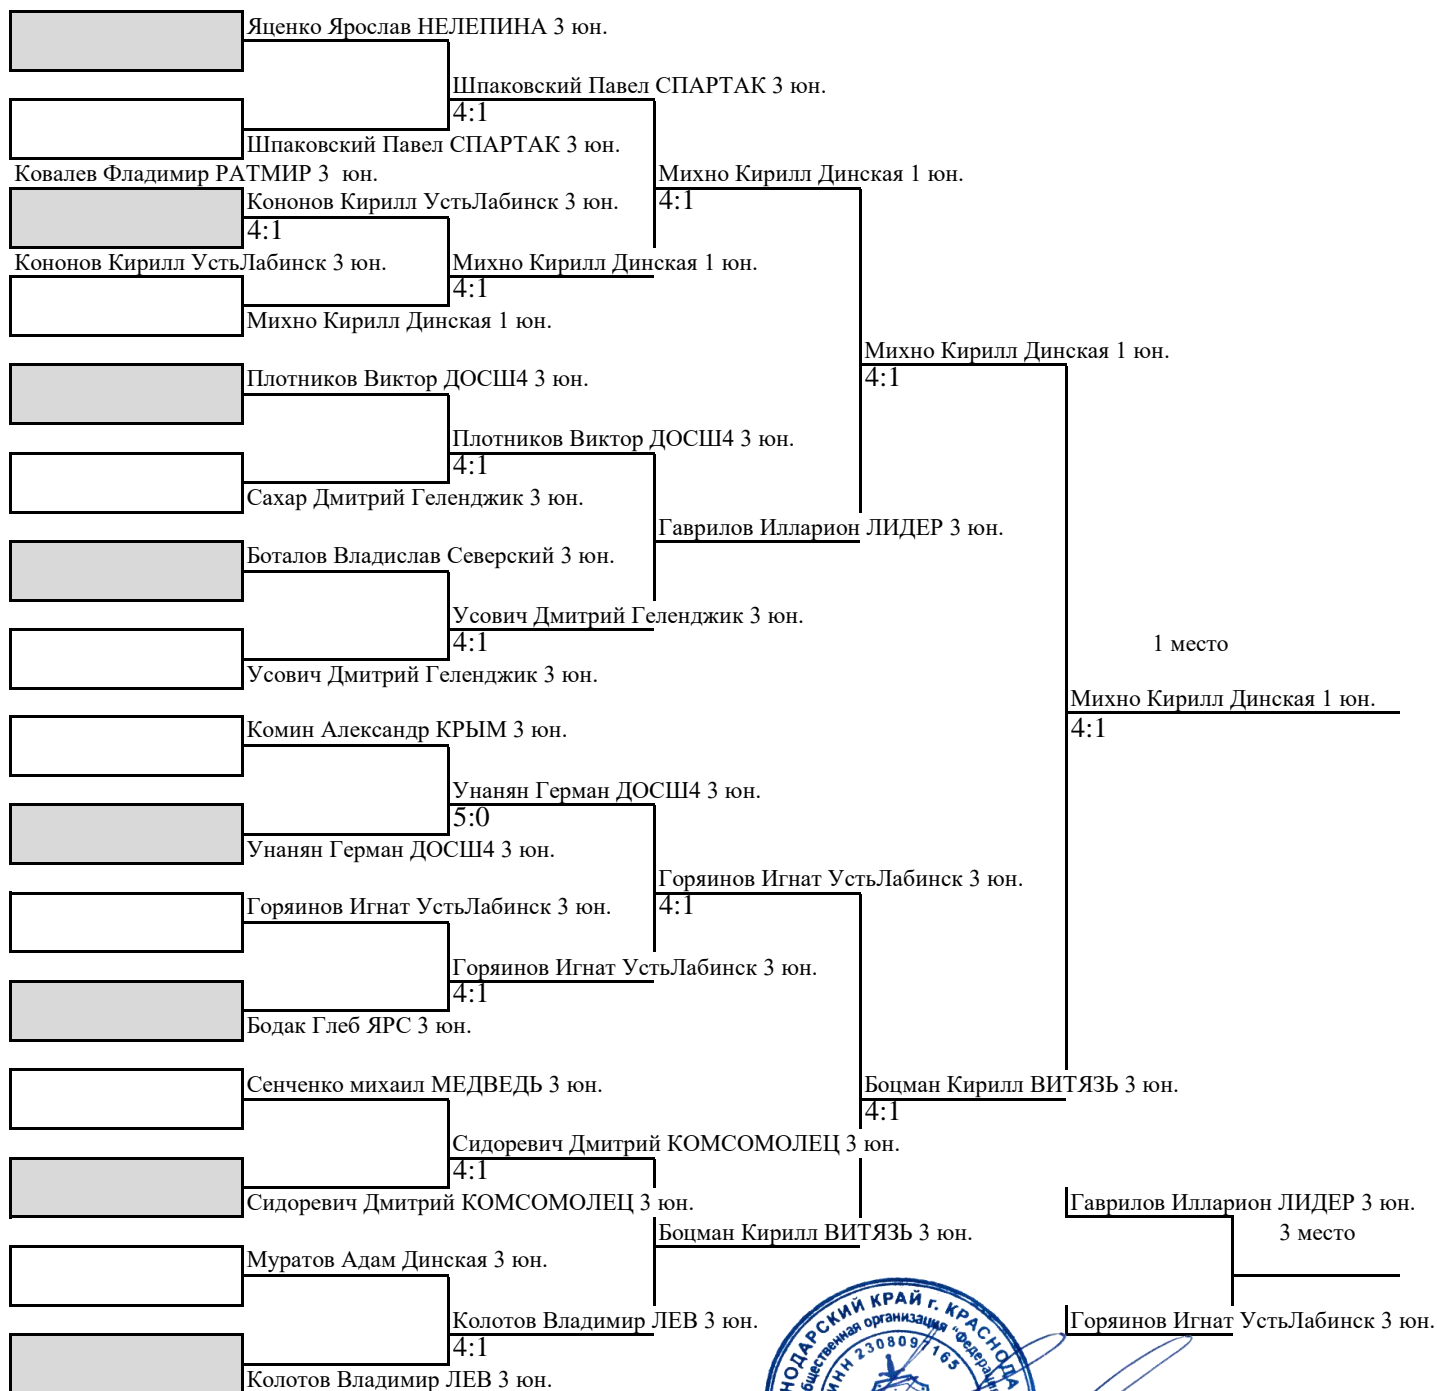 Яценко Ярослав НЕЛЕПИНА 3 юн.
Шпаковский Павел СПАРТАК 3 юн.
4:1
Шпаковский Павел СПАРТАК 3 юн.
Ковалев Фладимир РАТМИР 3 юн.
Михно Кирилл Динская 1 юн.
4:1
Кононов Кирилл УстьЛабинск 3 юн.
4:1
Кононов Кирилл УстьЛабинск 3 юн.
Михно Кирилл Динская 1 юн.
4:1
Михно Кирилл Динская 1 юн.
Михно Кирилл Динская 1 юн.
4:1
Плотников Виктор ДОСШ4 3 юн.
Плотников Виктор ДОСШ4 3 юн.
4:1
Сахар Дмитрий Геленджик 3 юн.
Гаврилов Илларион ЛИДЕР 3 юн.
Боталов Владислав Северский 3 юн.
Усович Дмитрий Геленджик 3 юн.
4:1
1 место
Усович Дмитрий Геленджик 3 юн.
Михно Кирилл Динская 1 юн.
4:1
Комин Александр КРЫМ 3 юн.
Унанян Герман ДОСШ4 3 юн.
5:0
Унанян Герман ДОСШ4 3 юн.
Горяинов Игнат УстьЛабинск 3 юн.
4:1
Горяинов Игнат УстьЛабинск 3 юн.
Горяинов Игнат УстьЛабинск 3 юн.
4:1
Бодак Глеб ЯРС 3 юн.
Сенченко михаил МЕДВЕДЬ 3 юн.
Боцман Кирилл ВИТЯЗЬ 3 юн.
4:1
Сидоревич Дмитрий КОМСОМОЛЕЦ 3 юн.
4:1
Сидоревич Дмитрий КОМСОМОЛЕЦ 3 юн.
Гаврилов Илларион ЛИДЕР 3 юн.
Боцман Кирилл ВИТЯЗЬ 3 юн.
3 место
Муратов Адам Динская 3 юн.
Колотов Владимир ЛЕВ 3 юн.
4:1
Горяинов Игнат УстьЛабинск 3 юн.
Колотов Владимир ЛЕВ 3 юн.
КРАЙ г.
организация
ИНН 2308097165